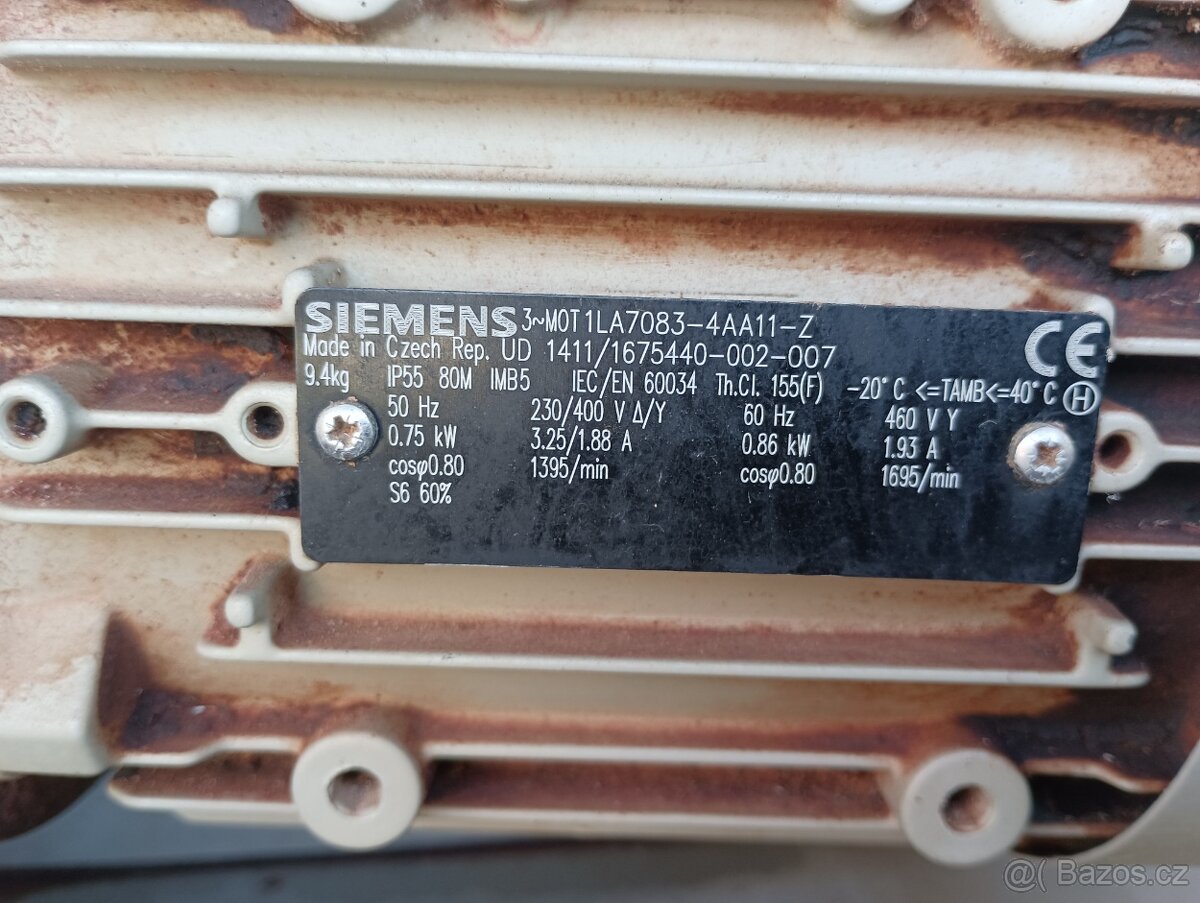 SIEMENS 3~MOT 1LA7083-4AA11-Z
Made in Czech Rep. UD 1411/1675440-002-007
CE
9.4kg IP55 80M IMB5 IEC/EN 60034 Th.Cl. 155(F) -20°C <=TAMB<=40°C H
50 Hz 230/400 V Δ/Y 60 Hz 460 V Y
0.75 kW 3.25/1.88 A 0.86 kW 1.93 A
cosφ0.80 1395/min cosφ0.80 1695/min
S6 60%
@ Bazos.cz